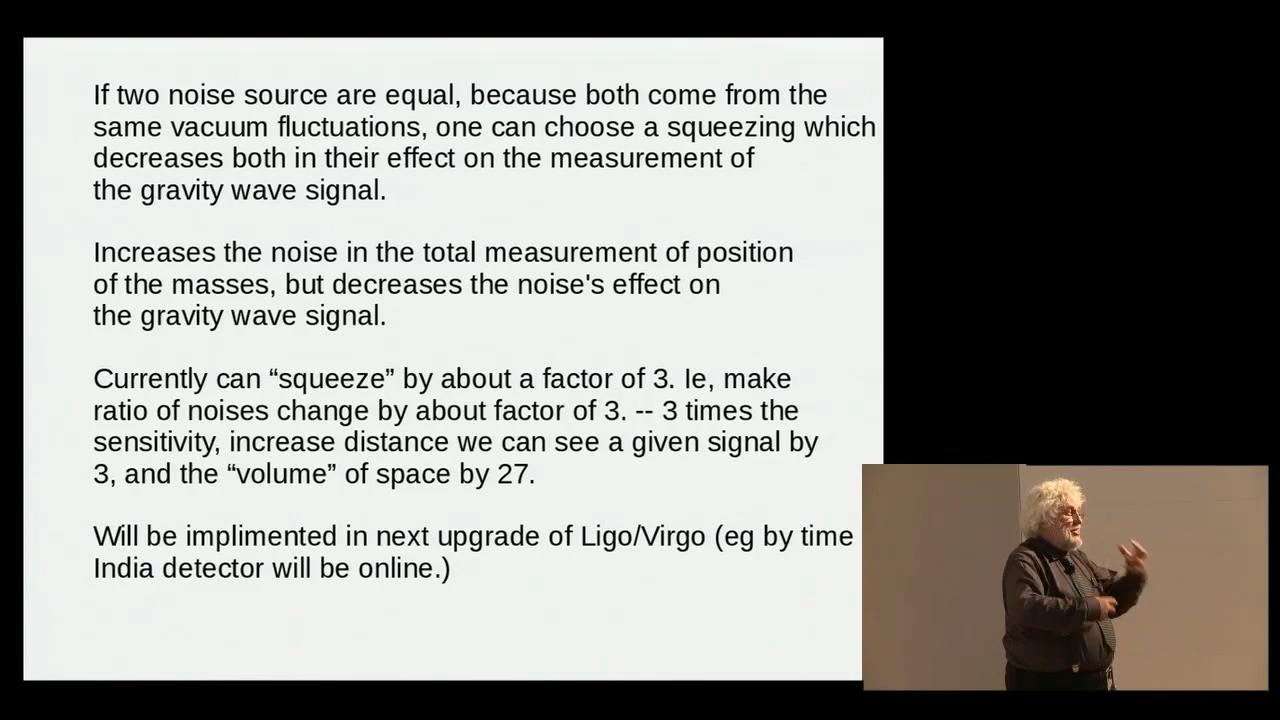 If two noise source are equal, because both come from the
same vacuum fluctuations, one can choose a squeezing which
decreases both in their effect on the measurement of
the gravity wave signal.
Increases the noise in the total measurement of position
of the masses, but decreases the noise's effect on
the gravity wave signal.
Currently can “squeeze” by about a factor of 3. Ie, make
ratio of noises change by about factor of 3. -- 3 times the
sensitivity, increase distance we can see a given signal by
3, and the “volume” of space by 27.
Will be implimented in next upgrade of Ligo/Virgo (eg by time
India detector will be online.)